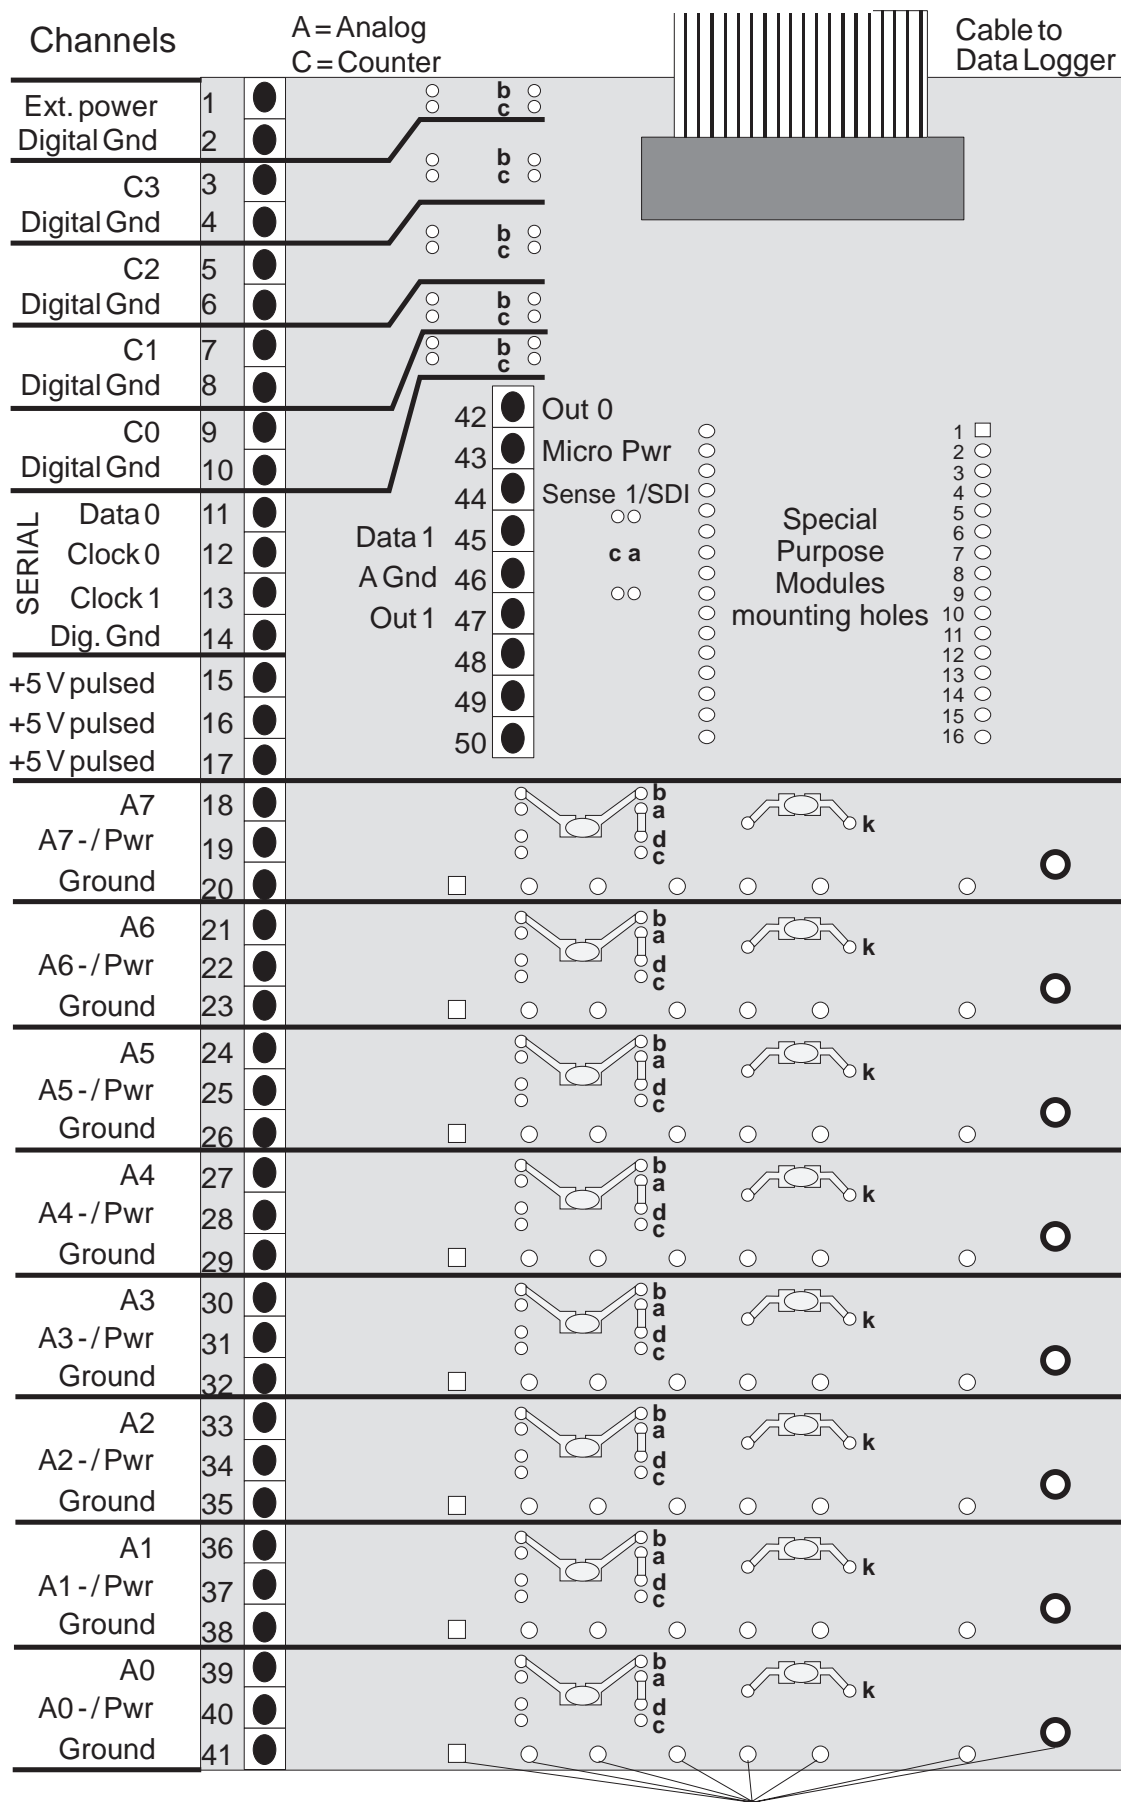 Channels
A = Analog
C = Counter
Cable to
Data Logger
Ext. power 1
Digital Gnd 2
b
c
C3 3
Digital Gnd 4
b
c
C2 5
Digital Gnd 6
b
c
C1 7
Digital Gnd 8
b
c
C0 9
Digital Gnd 10
b
c
SERIAL
Data 0 11
Clock 0 12
Clock 1 13
Dig. Gnd 14
+5 V pulsed 15
+5 V pulsed 16
+5 V pulsed 17
42 Out 0
43 Micro Pwr
44 Sense 1/SDI
Data 1 45
A Gnd 46
Out 1 47
48
49
50
c a
Special
Purpose
Modules
mounting holes
1
2
3
4
5
6
7
8
9
10
11
12
13
14
15
16
A7 18
A7 - / Pwr 19
Ground 20
b
a
d
c
k
A6 21
A6 - / Pwr 22
Ground 23
b
a
d
c
k
A5 24
A5 - / Pwr 25
Ground 26
b
a
d
c
k
A4 27
A4 - / Pwr 28
Ground 29
b
a
d
c
k
A3 30
A3 - / Pwr 31
Ground 32
b
a
d
c
k
A2 33
A2 - / Pwr 34
Ground 35
b
a
d
c
k
A1 36
A1 - / Pwr 37
Ground 38
b
a
d
c
k
A0 39
A0 - / Pwr 40
Ground 41
b
a
d
c
k